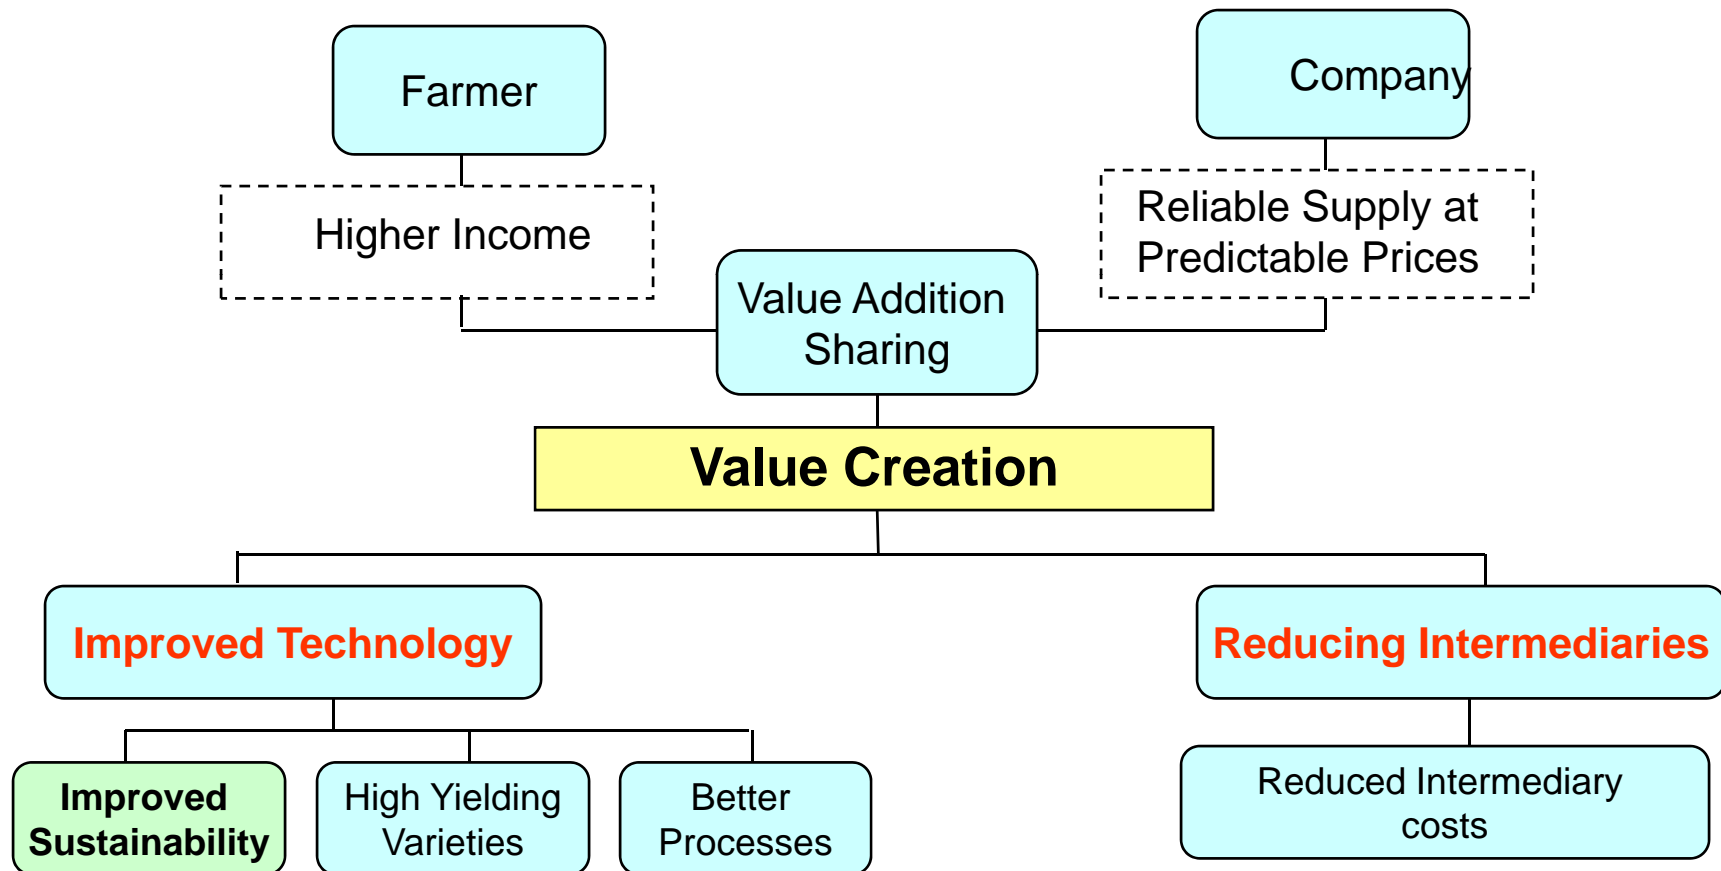 Farmer
Company
Higher Income
Reliable Supply at
Predictable Prices
Value Addition
Sharing
Value Creation
Improved Technology
Reducing Intermediaries
Improved
Sustainability
High Yielding
Varieties
Better
Processes
Reduced Intermediary
costs